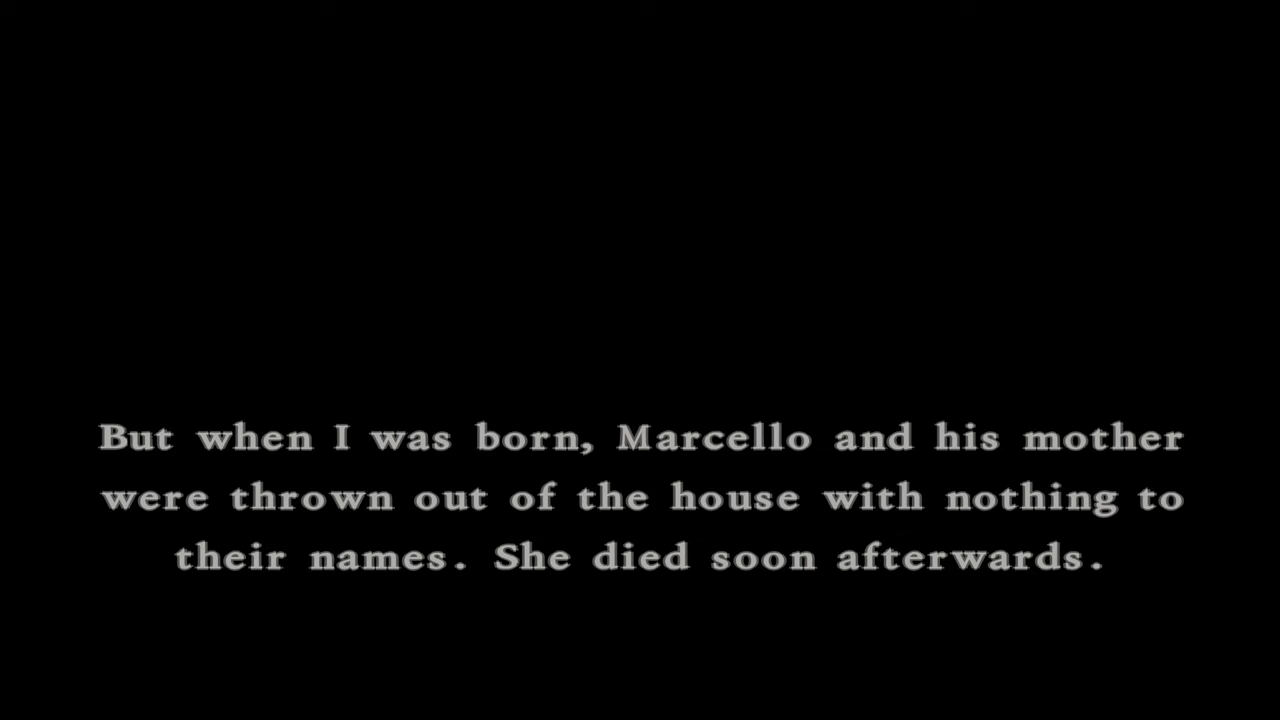 But when I was born, Marcello and his mother
were thrown out of the house with nothing to
their names. She died soon afterwards.